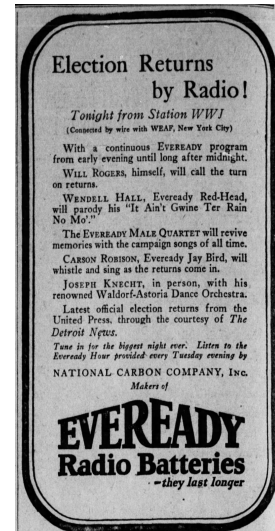 Election Returns
by Radio!
Tonight from Station WWJ
(Connected by wire with WEAF, New York City)
With a continuous EVEREADY program
from early evening until long after midnight.
WILL ROGERS, himself, will call the turn
on returns.
WENDELL HALL, Eveready Red-Head,
will parody his "It Ain't Gwine Ter Rain
No Mo'."
The EVEREADY MALE QUARTET will revive
memories with the campaign songs of all time.
CARSON ROBISON, Eveready Jay Bird, will
whistle and sing as the returns come in.
JOSEPH KNECHT, in person, with his
renowned Waldorf-Astoria Dance Orchestra.
Latest official election returns from the
United Press, through the courtesy of The
Detroit News.
Tune in for the biggest night ever. Listen to the
Eveready Hour provided every Tuesday evening by
NATIONAL CARBON COMPANY, INC.
Makers of
EVEREADY
Radio Batteries
-they last longer